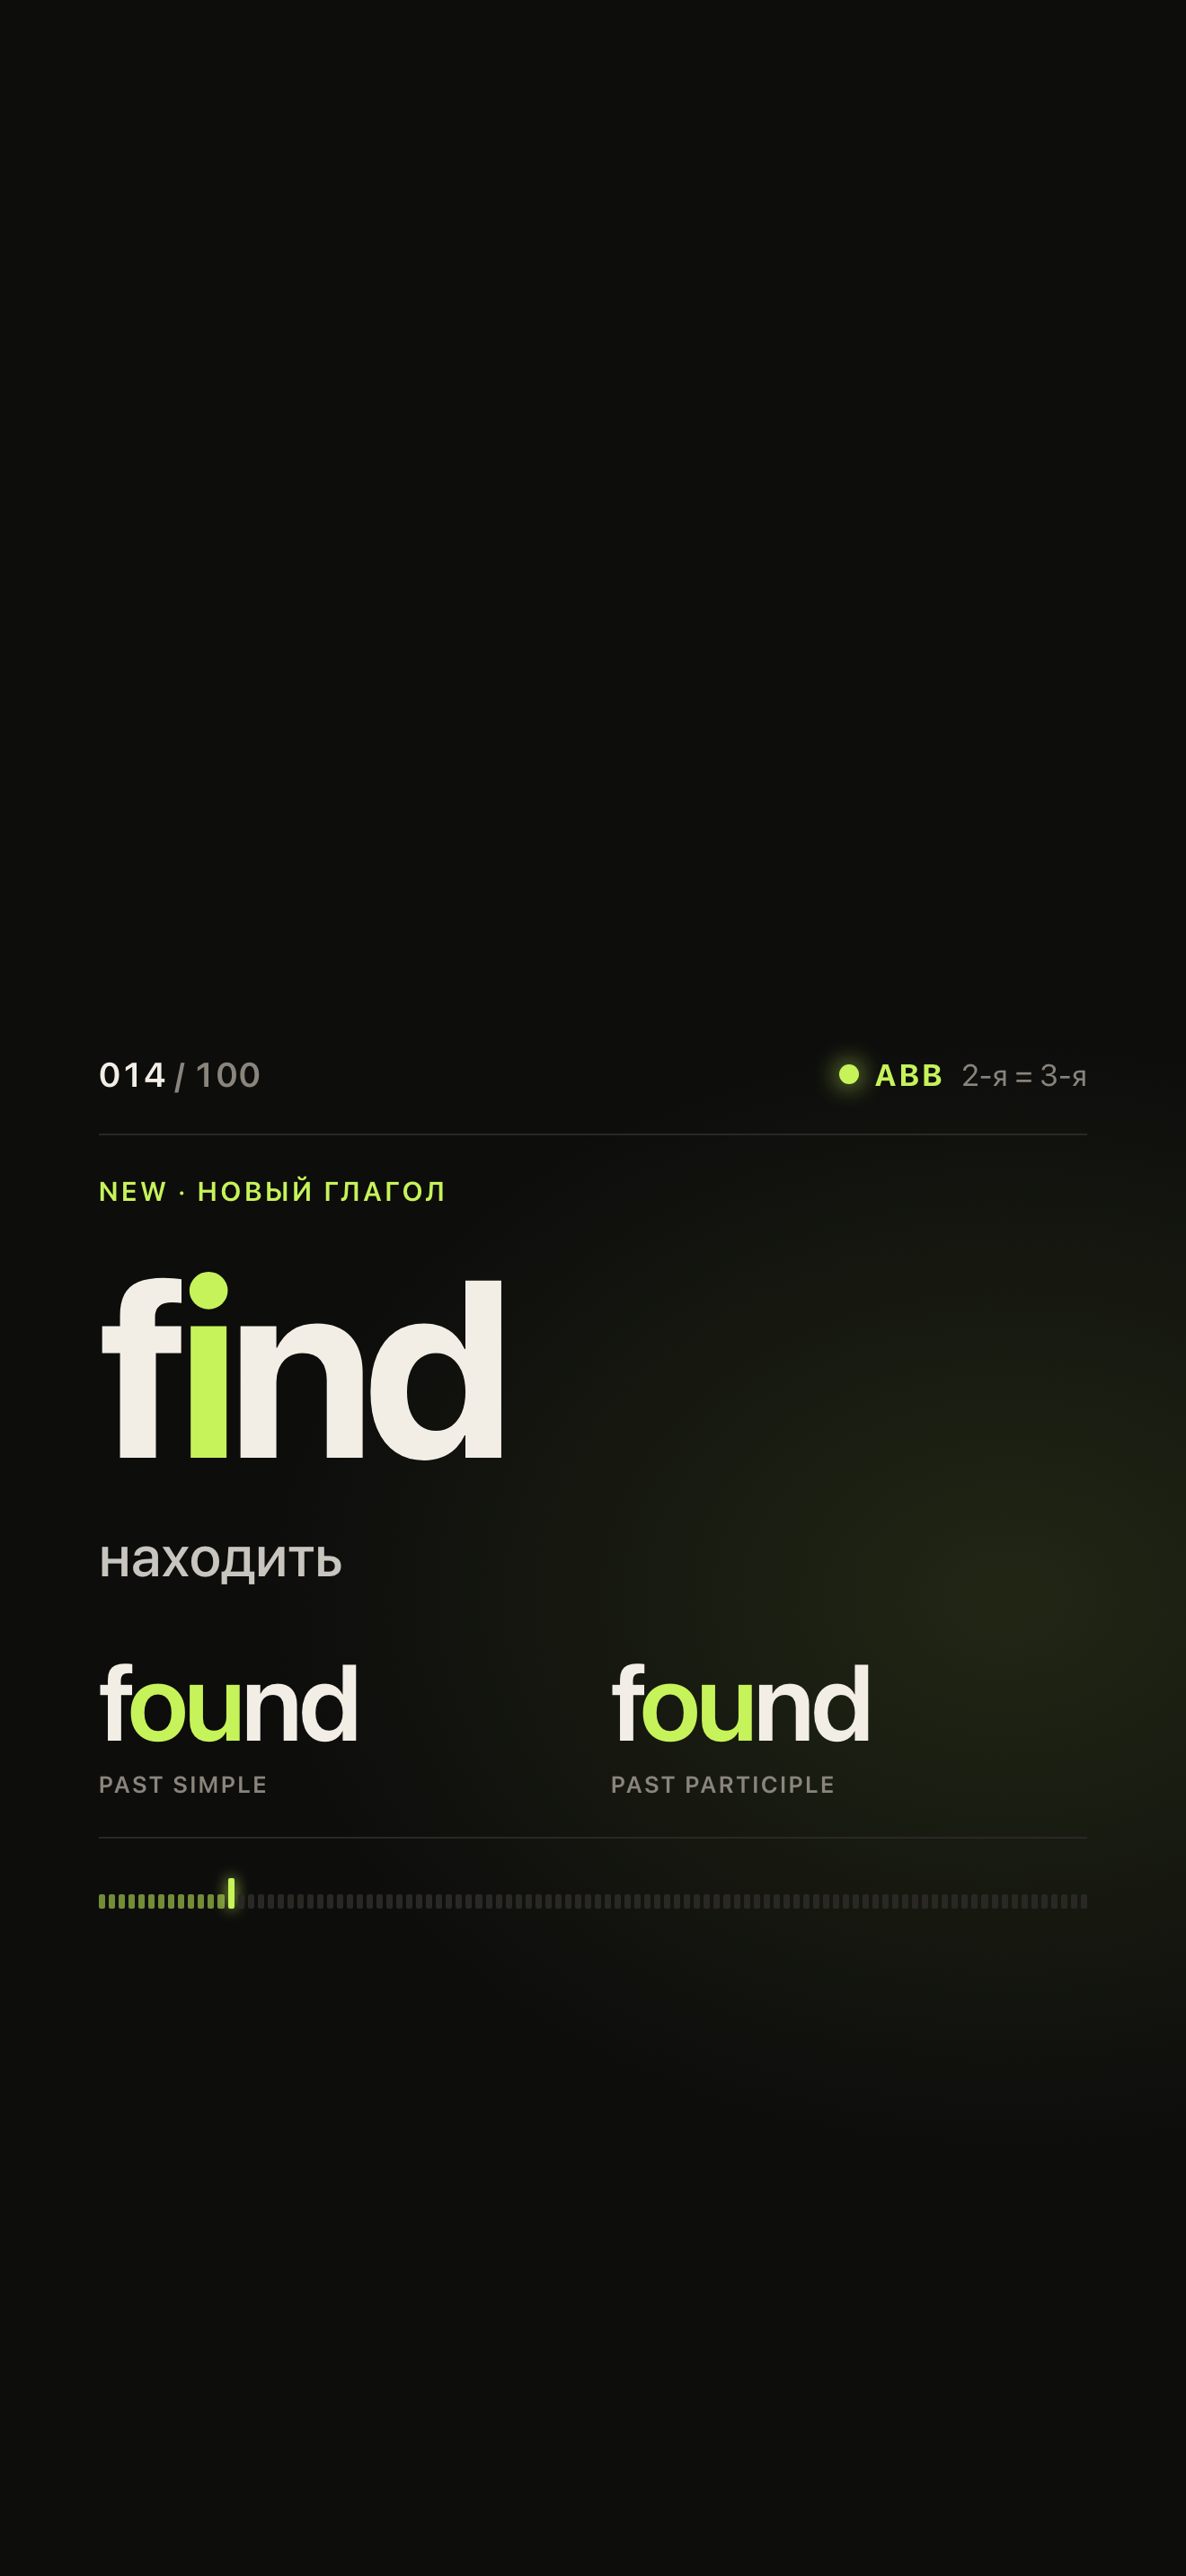 014 / 100
ABB 2-я = 3-я
NEW · НОВЫЙ ГЛАГОЛ
find
находить
found found
PAST SIMPLE PAST PARTICIPLE